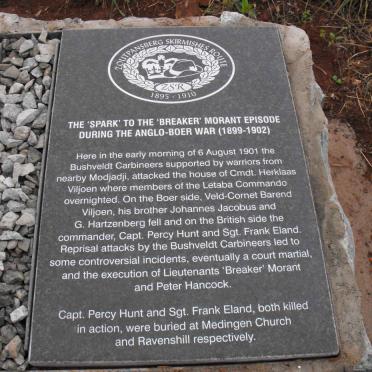 ZOUTPANSBERG SKIRMISHES ROUTE
ZSR
1895 - 1910
THE 'SPARK' TO THE 'BREAKER' MORANT EPISODE
DURING THE ANGLO-BOER WAR (1899-1902)
Here in the early morning of 6 August 1901 the
Bushveldt Carbineers supported by warriors from
nearby Modjadji, attacked the house of Cmdt. Herklaas
Viljoen where members of the Letaba Commando
overnighted. On the Boer side, Veld-Cornet Barend
Viljoen, his brother Johannes Jacobus and
G. Hartzenberg fell and on the British side the
commander, Capt. Percy Hunt and Sgt. Frank Eland.
Reprisal attacks by the Bushveldt Carbineers led to
some controversial incidents, eventually a court martial,
and the execution of Lieutenants 'Breaker' Morant
and Peter Hancock.
Capt. Percy Hunt and Sgt. Frank Eland, both killed
in action, were buried at Medingen Church
and Ravenshill respectively.